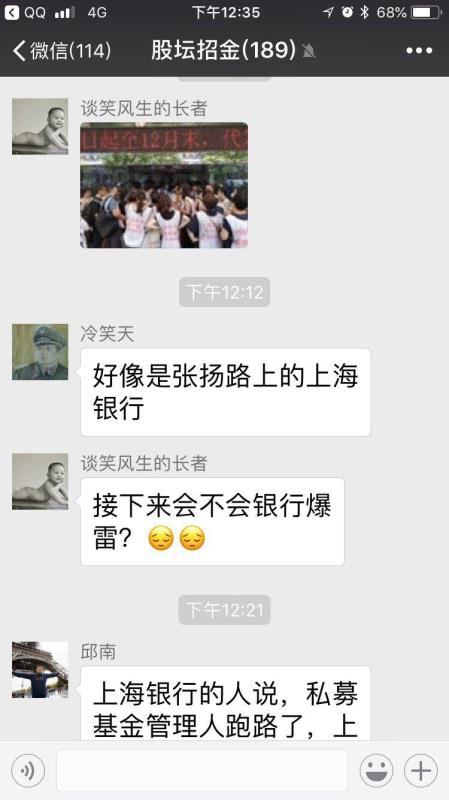 QQ 4G 下午12:35 68%
微信(114) 股坛招金(189)
谈笑风生的长者
口起至12月末，代
下午12:12
冷笑天
好像是张扬路上的上海
银行
谈笑风生的长者
接下来会不会银行爆
雷？😔😔
下午12:21
邱南
上海银行的人说，私募
基金管理人跑路了，上